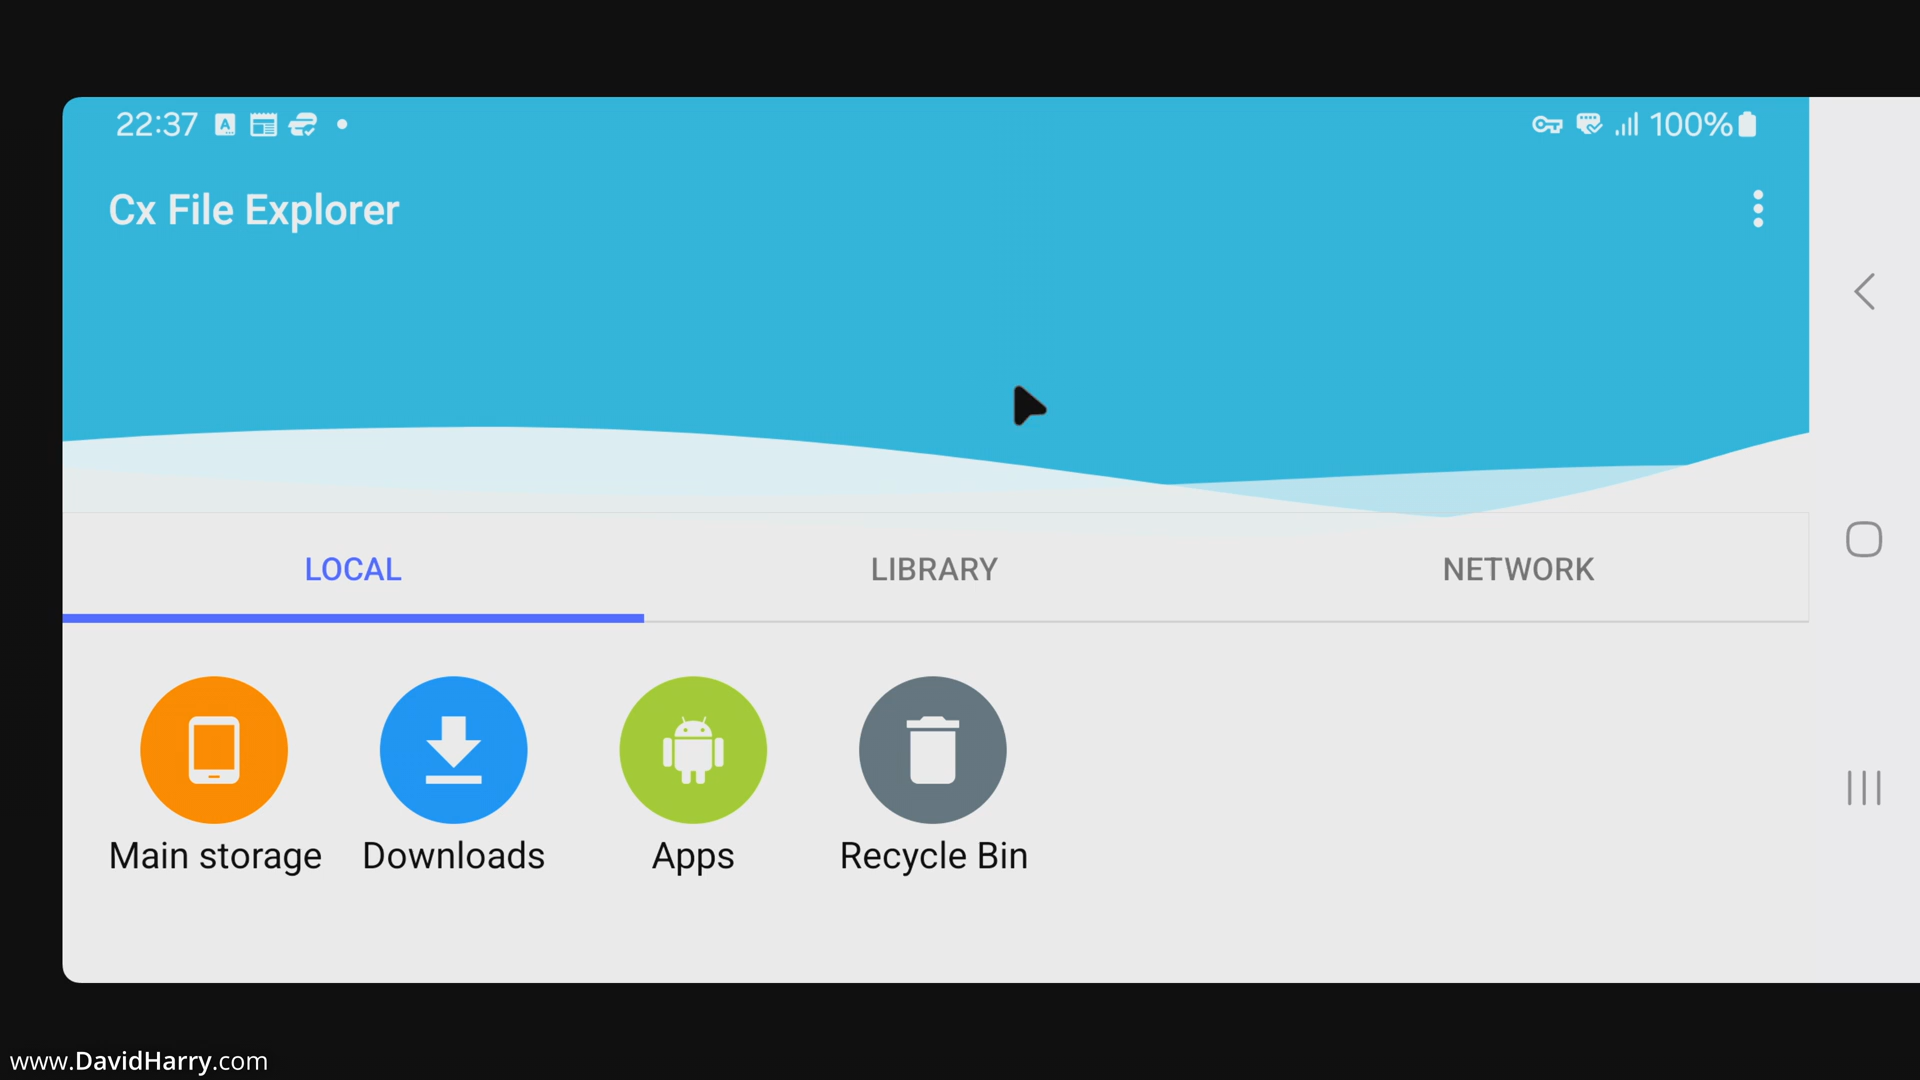 22:37
100%
Cx File Explorer
LOCAL
LIBRARY
NETWORK
Main storage
Downloads
Apps
Recycle Bin
www.DavidHarry.com